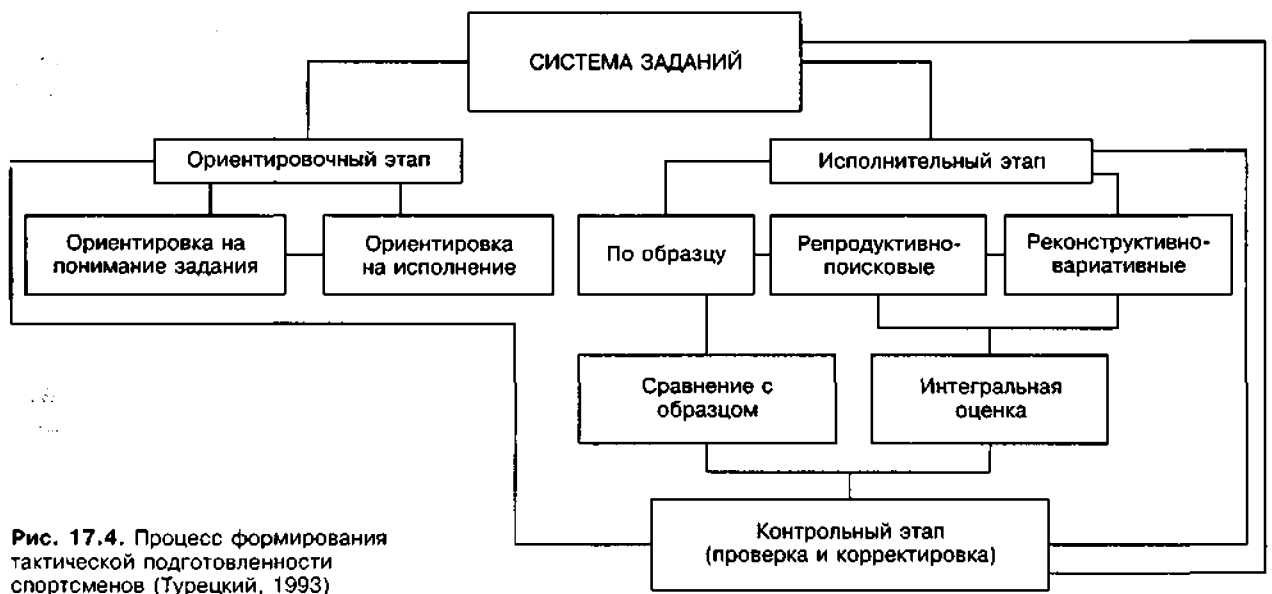 СИСТЕМА ЗАДАНИЙ
Ориентировочный этап
Исполнительный этап
Ориентировка на
понимание задания
Ориентировка
на исполнение
По образцу
Репродуктивно-
поисковые
Реконструктивно-
вариативные
Сравнение с
образцом
Интегральная
оценка
Контрольный этап
(проверка и корректировка)
Рис. 17.4. Процесс формирования
тактической подготовленности
спортсменов (Турецкий, 1993)